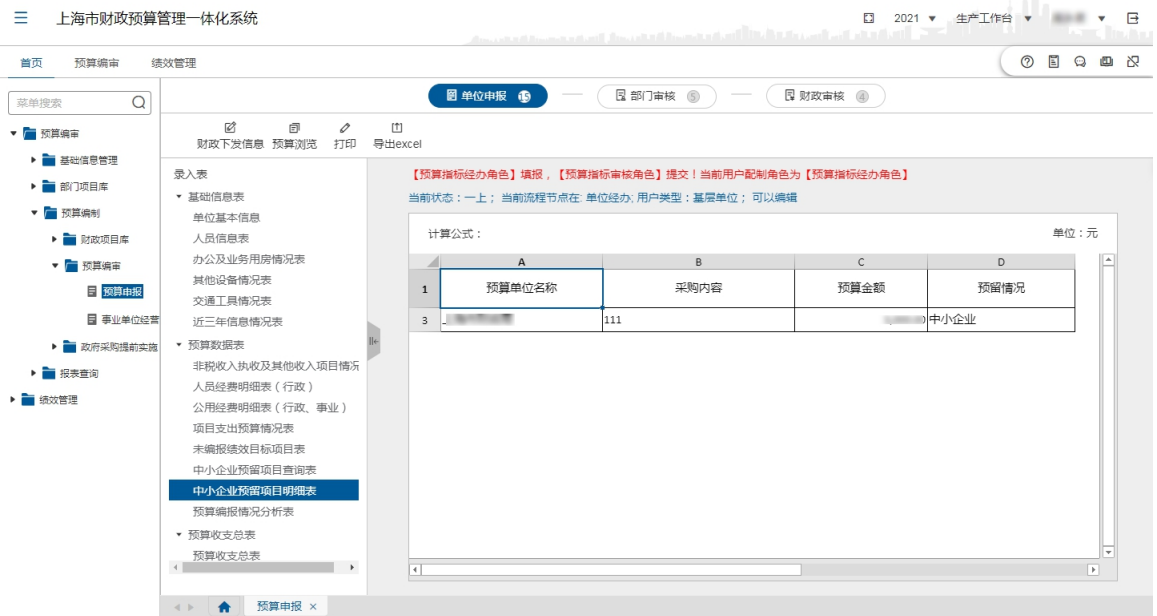 上海市财政预算管理一体化系统
2021
生产工作台
首页
预算编审
绩效管理
菜单搜索
预算编审
基础信息管理
部门项目库
预算编制
财政项目库
预算编审
预算申报
事业单位经营
政府采购提前实施
报表查询
绩效管理
单位申报 15
部门审核 5
财政审核 4
财政下发信息
预算浏览
打印
导出excel
录入表
基础信息表
单位基本信息
人员信息表
办公及业务用房情况表
其他设备情况表
交通工具情况表
近三年信息情况表
预算数据表
非税收入执收及其他收入项目情况
人员经费明细表（行政）
公用经费明细表（行政、事业）
项目支出预算情况表
未编报绩效目标项目表
中小企业预留项目查询表
中小企业预留项目明细表
预算编报情况分析表
预算收支总表
预算收支总表
【预算指标经办角色】填报，【预算指标审核角色】提交！当前用户配制角色为【预算指标经办角色】
当前状态：一上； 当前流程节点在: 单位经办; 用户类型：基层单位； 可以编辑
计算公式：
单位：元
A B C D
1 预算单位名称 采购内容 预算金额 预留情况
3 111 中小企业
预算申报 ×